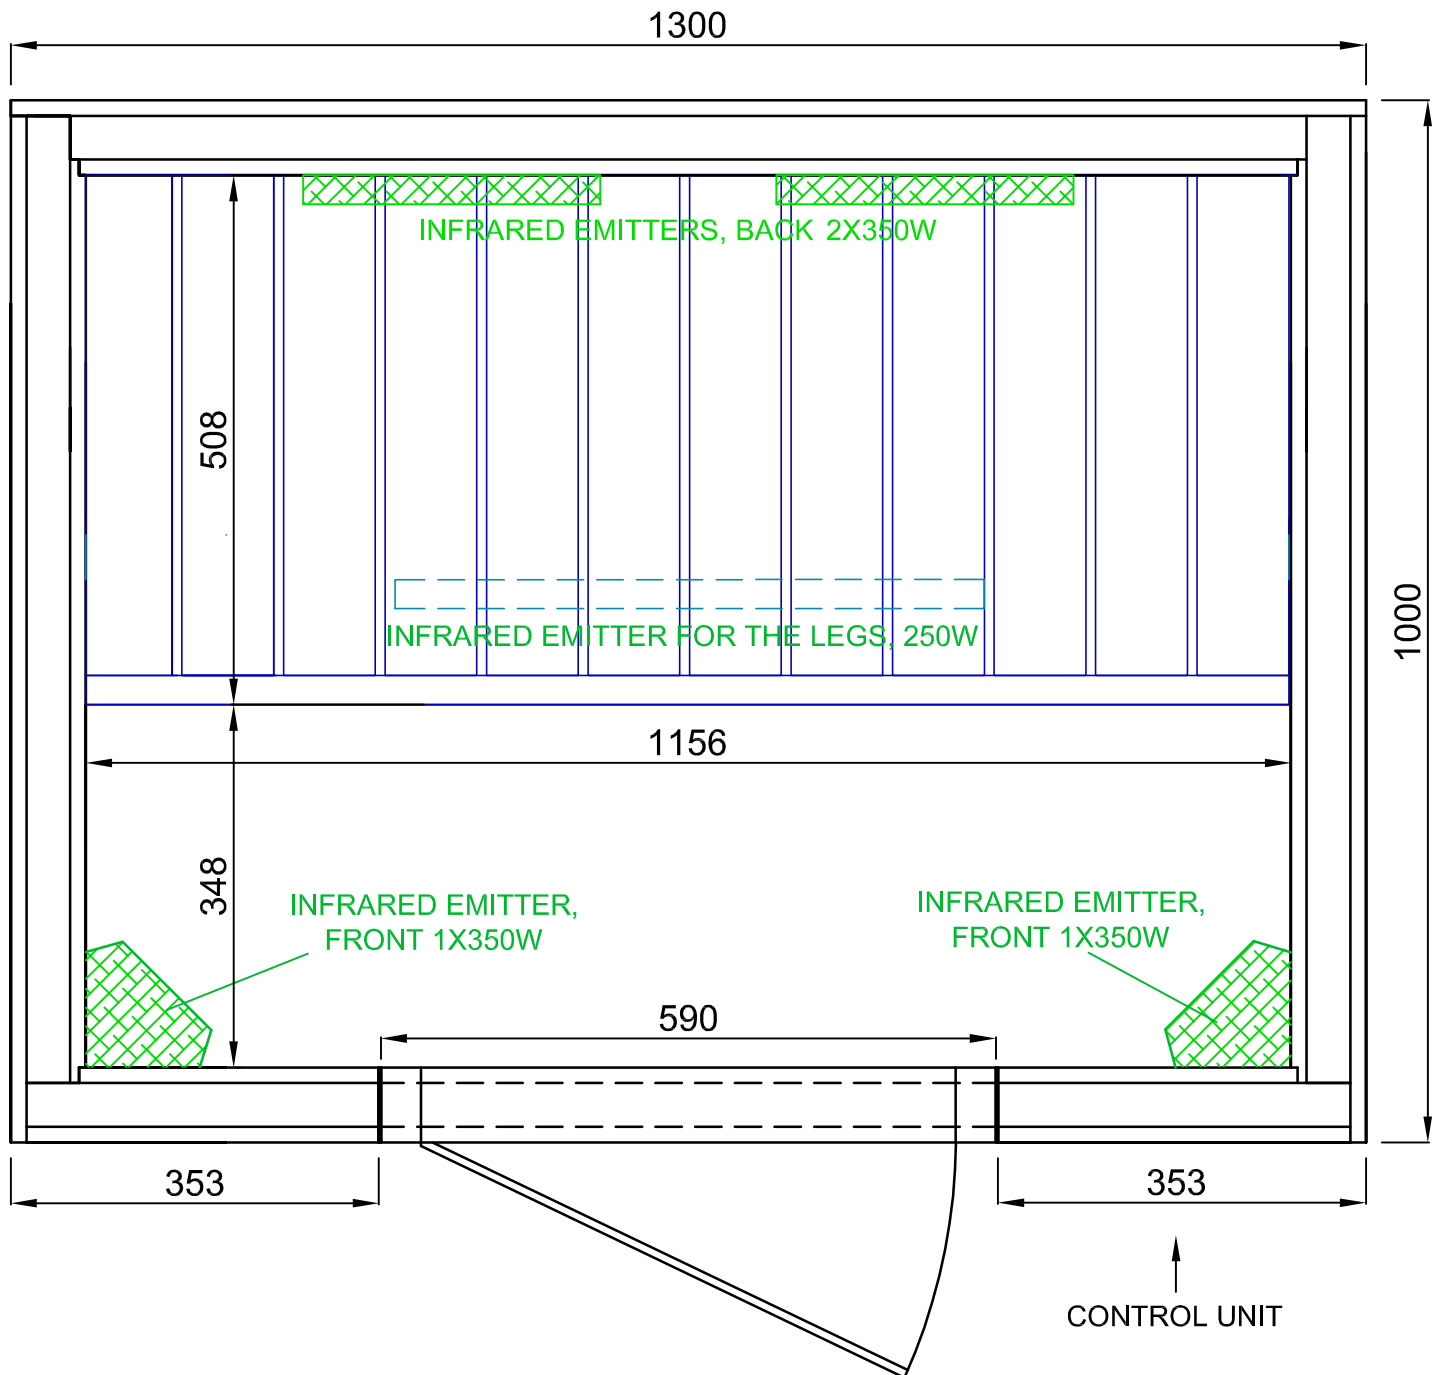 1300
INFRARED EMITTERS, BACK 2X350W
508
1000
INFRARED EMITTER FOR THE LEGS, 250W
1156
348
INFRARED EMITTER,
FRONT 1X350W
INFRARED EMITTER,
FRONT 1X350W
590
353
353
CONTROL UNIT